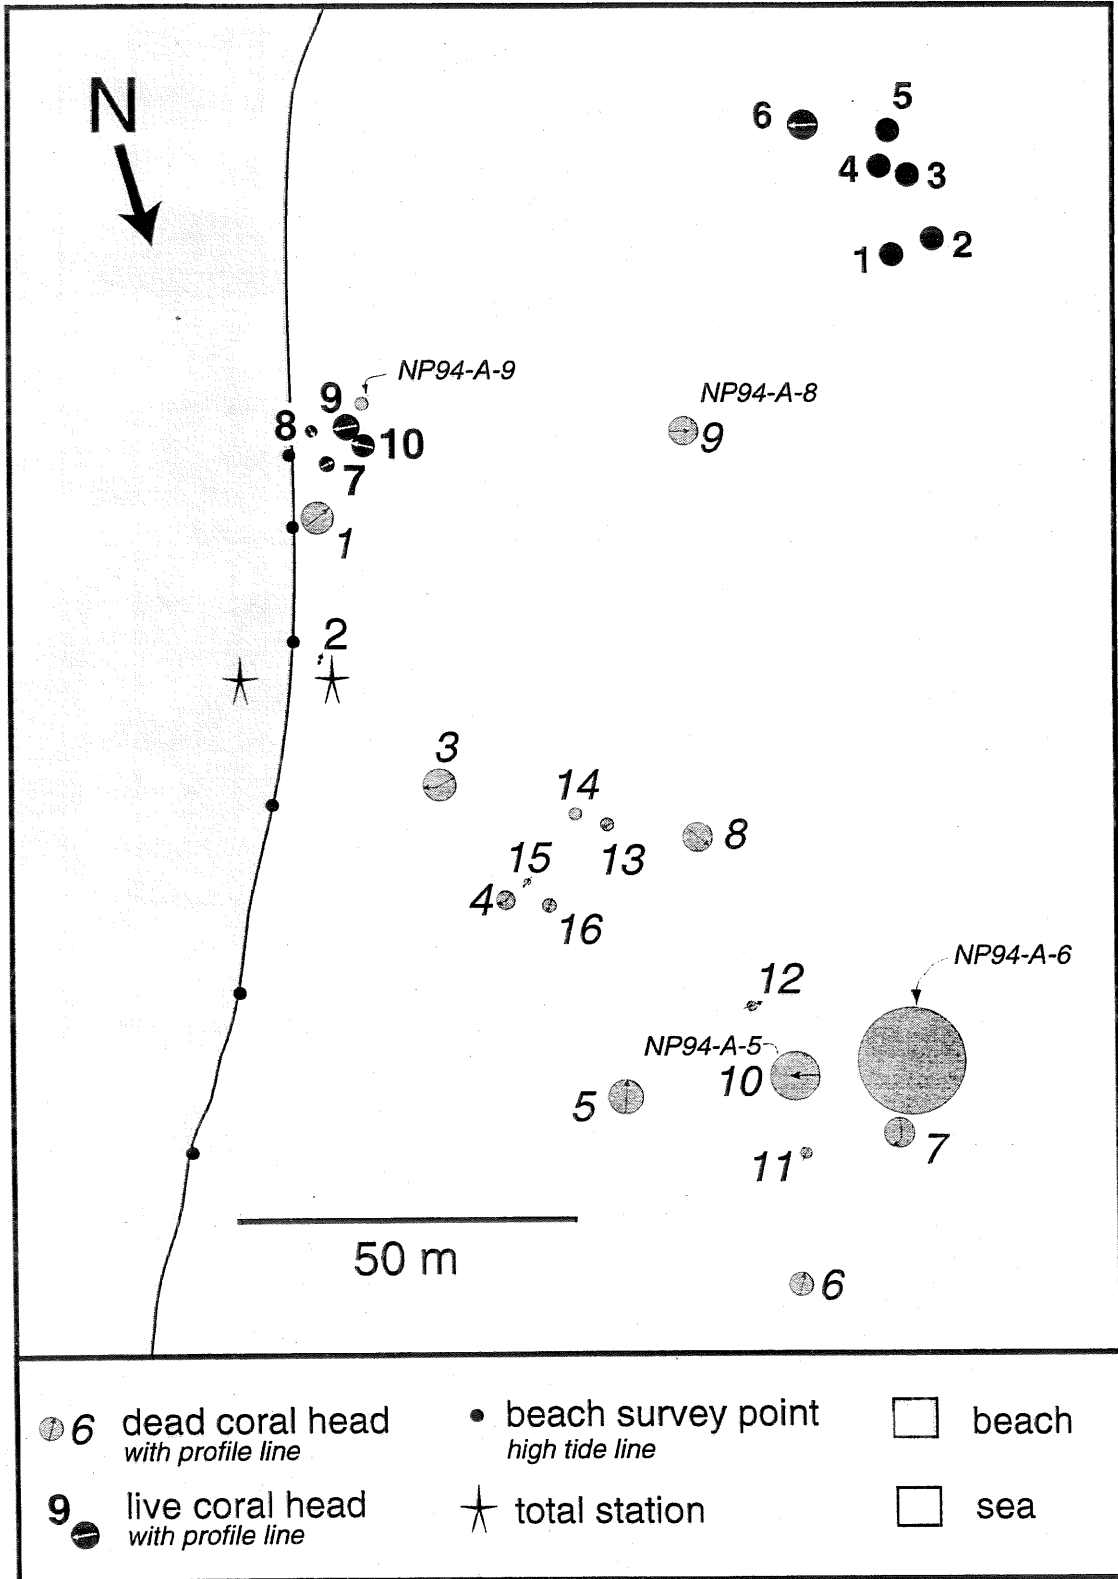 N
5
6
4
3
2
1
NP94-A-9
NP94-A-8
9
8
10
9
7
1
2
3
14
13
8
15
4
16
NP94-A-6
12
NP94-A-5
10
5
7
11
50 m
6
6 dead coral head
with profile line
beach survey point
high tide line
beach
9 live coral head
with profile line
total station
sea